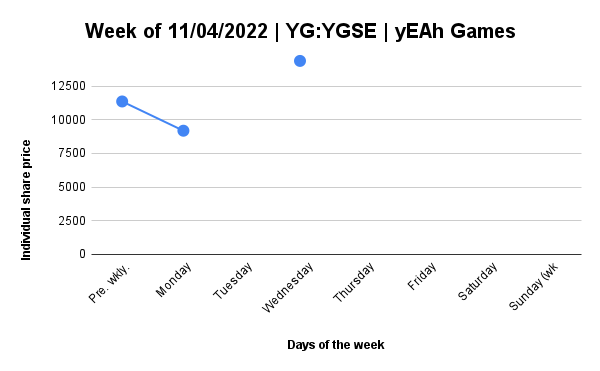 Week of 11/04/2022 | YG:YGSE | yEAh Games
12500
10000
7500
5000
2500
0
Individual share price
Pre. wkly.
Monday
Tuesday
Wednesday
Thursday
Friday
Saturday
Sunday (wk
Days of the week